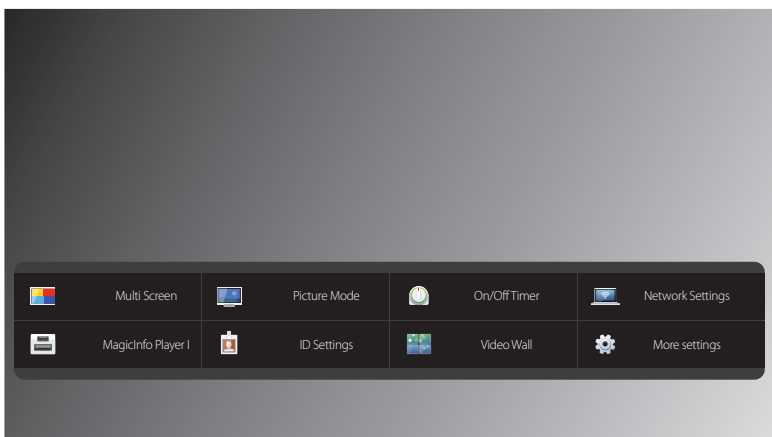 Multi Screen
Picture Mode
On/Off Timer
Network Settings
MagicInfo Player I
ID Settings
Video Wall
More settings